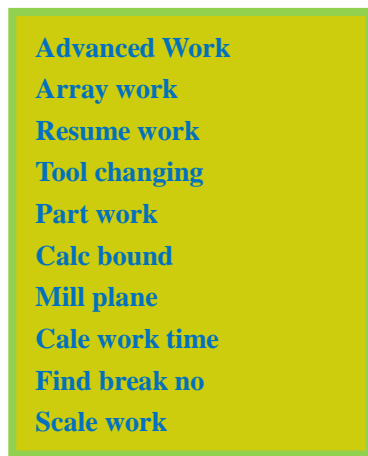 Advanced Work
Array work
Resume work
Tool changing
Part work
Calc bound
Mill plane
Cale work time
Find break no
Scale work